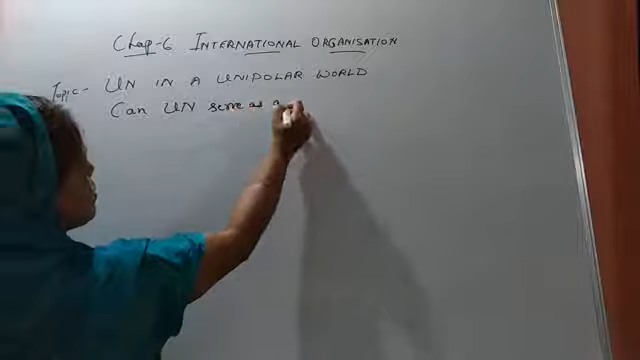 Chap-6 INTERNATIONAL ORGANISATION
Topic- UN IN A UNIPOLAR WORLD
Can UN serve as a